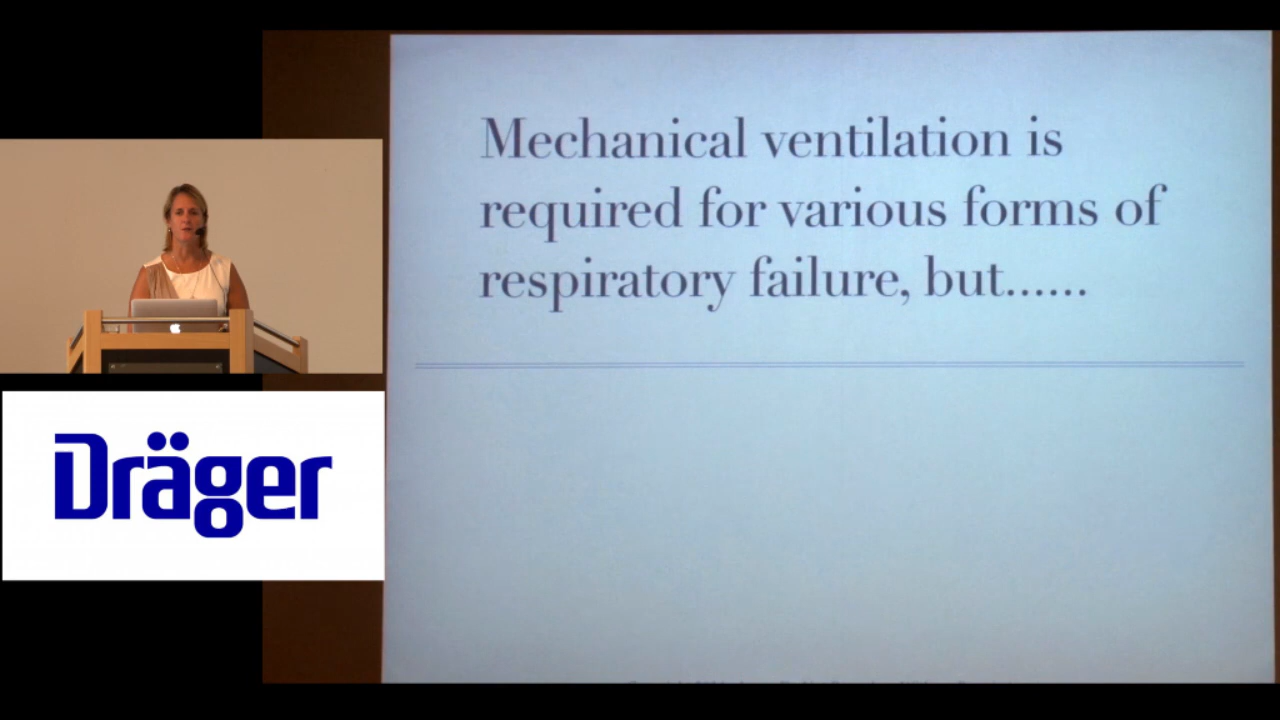 Mechanical ventilation is
required for various forms of
respiratory failure, but......
Dräger